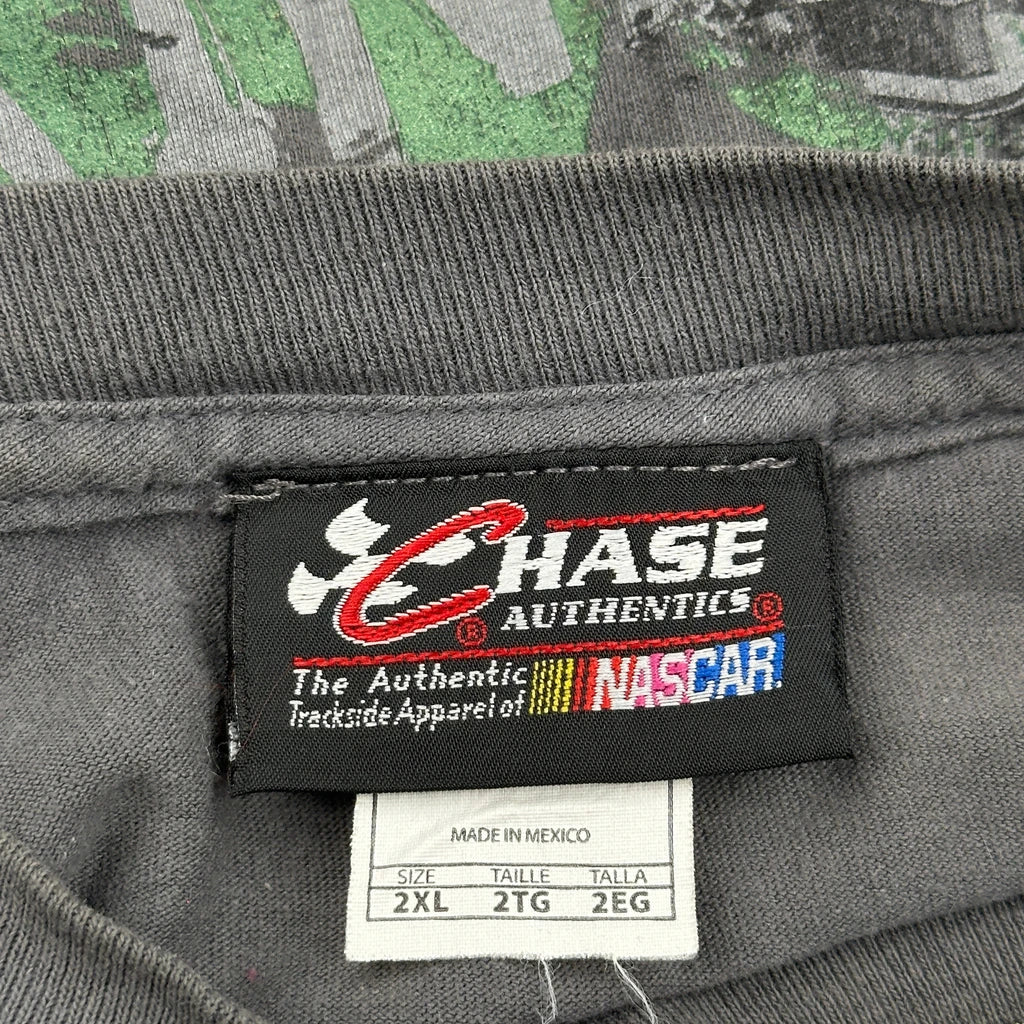 CHASE
AUTHENTICS®
®
The Authentic
Trackside Apparel of NASCAR
MADE IN MEXICO
SIZE TAILLE TALLA
2XL 2TG 2EG